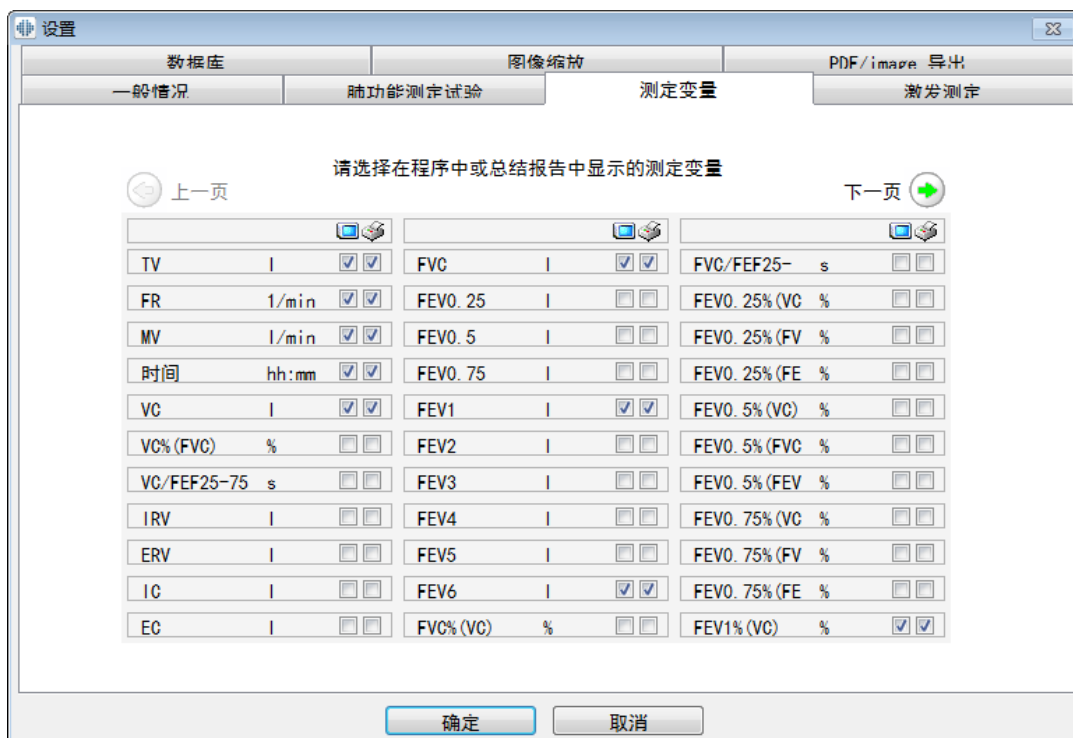 设置
数据库 图像缩放 PDF/image 导出
一般情况 肺功能测定试验 测定变量 激发测定
请选择在程序中或总结报告中显示的测定变量
上一页 下一页
TV l FVC l FVC/FEF25- s
FR 1/min FEV0.25 l FEV0.25%(VC %
MV l/min FEV0.5 l FEV0.25%(FV %
时间 hh:mm FEV0.75 l FEV0.25%(FE %
VC l FEV1 l FEV0.5%(VC) %
VC%(FVC) % FEV2 l FEV0.5%(FVC %
VC/FEF25-75 s FEV3 l FEV0.5%(FEV %
IRV l FEV4 l FEV0.75%(VC %
ERV l FEV5 l FEV0.75%(FV %
IC l FEV6 l FEV0.75%(FE %
EC l FVC%(VC) % FEV1%(VC) %
确定 取消